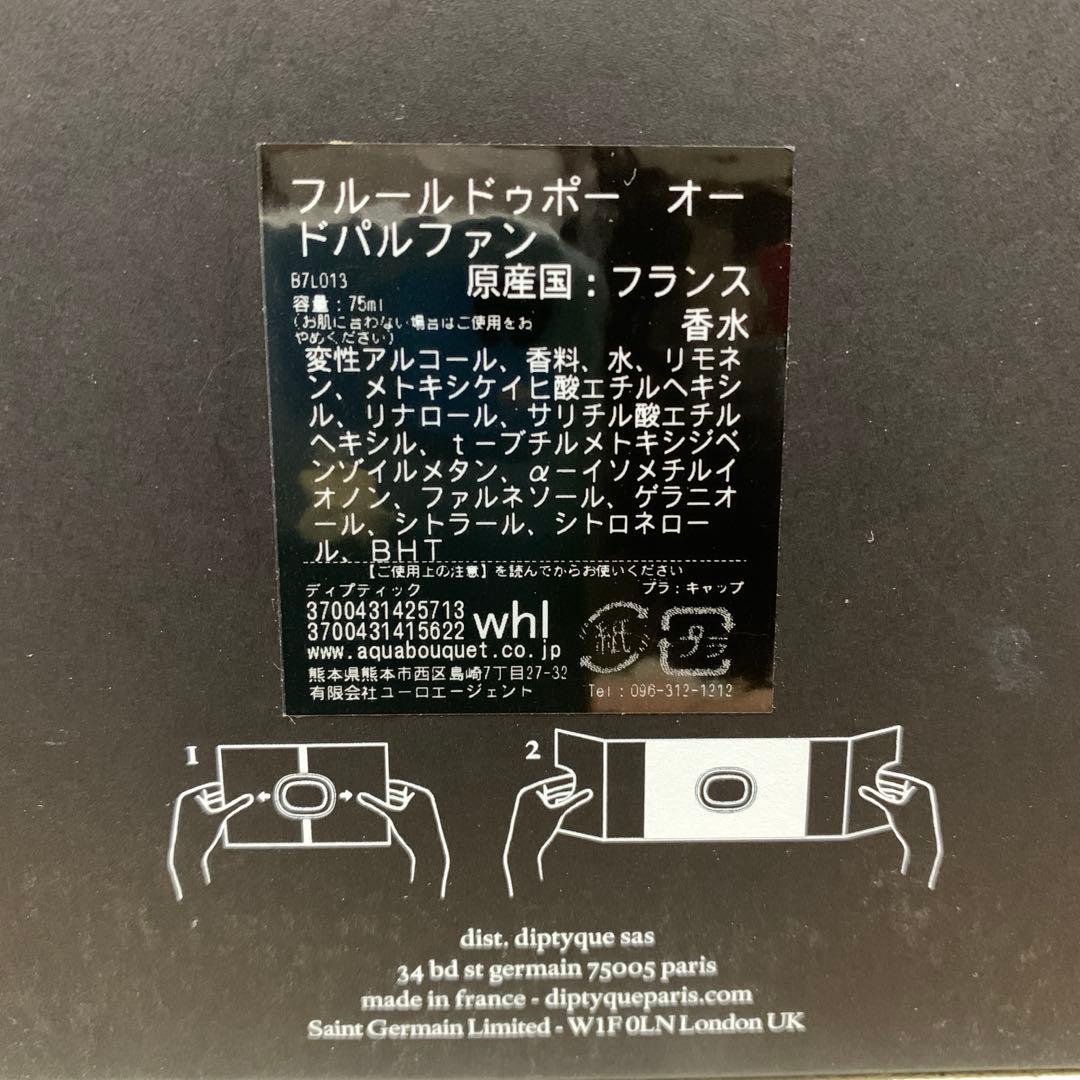 フルールドゥポー　オー
ドパルファン
B7L013
原産国：フランス
容量：75ml
(お肌に合わない場合はご使用をお
やめください)
香水
変性アルコール、香料、水、リモネ
ン、メトキシケイヒ酸エチルヘキシ
ル、リナロール、サリチル酸エチル
ヘキシル、ｔーブチルメトキシジベ
ンゾイルメタン、αーイソメチルイ
オノン、ファルネソール、ゲラニオ
ール、シトラール、シトロネロー
ル、ＢＨＴ
【ご使用上の注意】を読んでからお使いください
ディプティック
プラ：キャップ
3700431425713
3700431415622
whl
紙
プラ
www.aquabouquet.co.jp
熊本県熊本市西区島崎7丁目27-32
有限会社ユーロエージェント
Tel：096-312-1212
1
2
dist. diptyque sas
34 bd st germain 75005 paris
made in france - diptyqueparis.com
Saint Germain Limited - W1F 0LN London UK